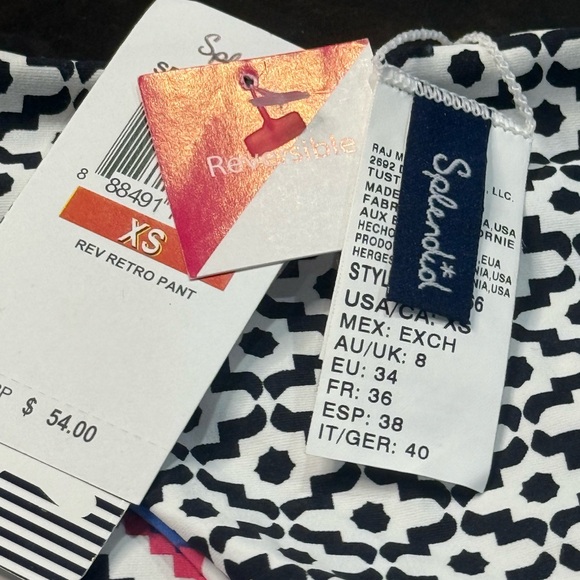 Spl
8 88491
XS
REV RETRO PANT
$ 54.00
Reversible
Splendid
RAJ M
LLC.
2692 D
TUST
MADE
USA
FABR
AUX
ORNIE
HECHO
EUA
PRODO
NIA,USA
HERGES
NIA,USA
STYL 6
USA/CA: XS
MEX: EXCH
AU/UK: 8
EU: 34
FR: 36
ESP: 38
IT/GER: 40